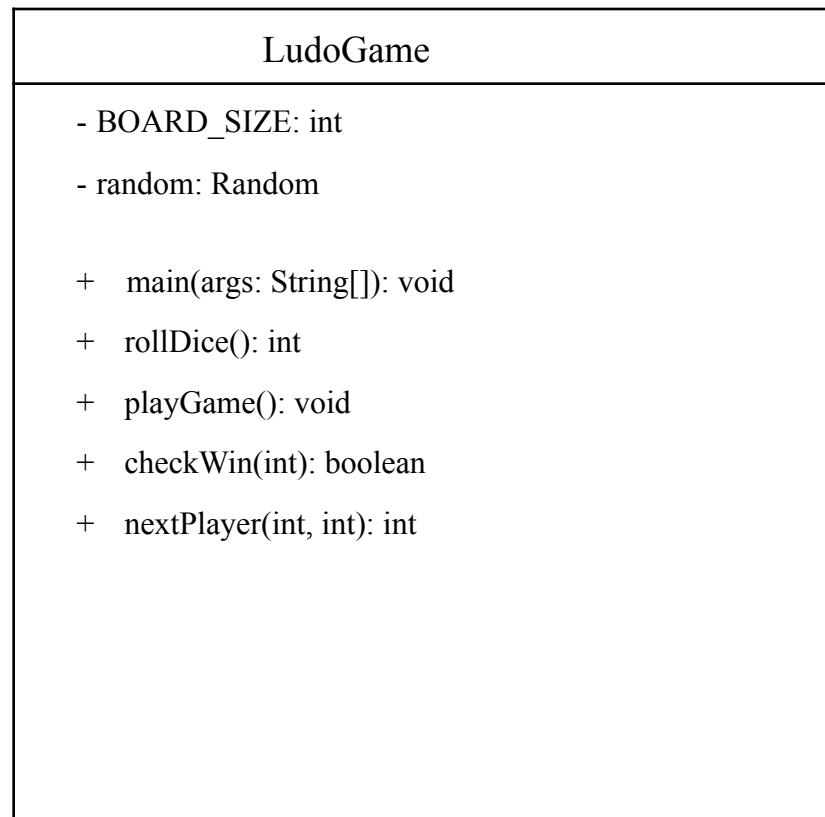 LudoGame
- BOARD_SIZE: int
- random: Random
+ main(args: String[]): void
+ rollDice(): int
+ playGame(): void
+ checkWin(int): boolean
+ nextPlayer(int, int): int